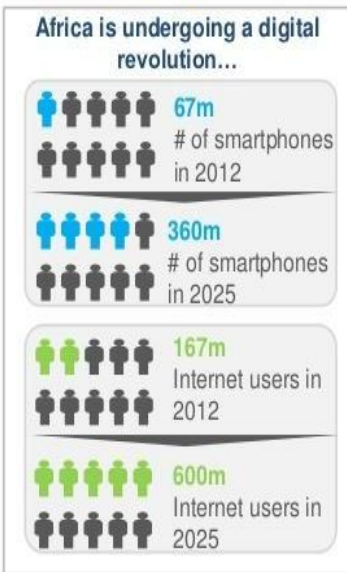 Africa is undergoing a digital
revolution...
67m
# of smartphones
in 2012
360m
# of smartphones
in 2025
167m
Internet users in
2012
600m
Internet users in
2025